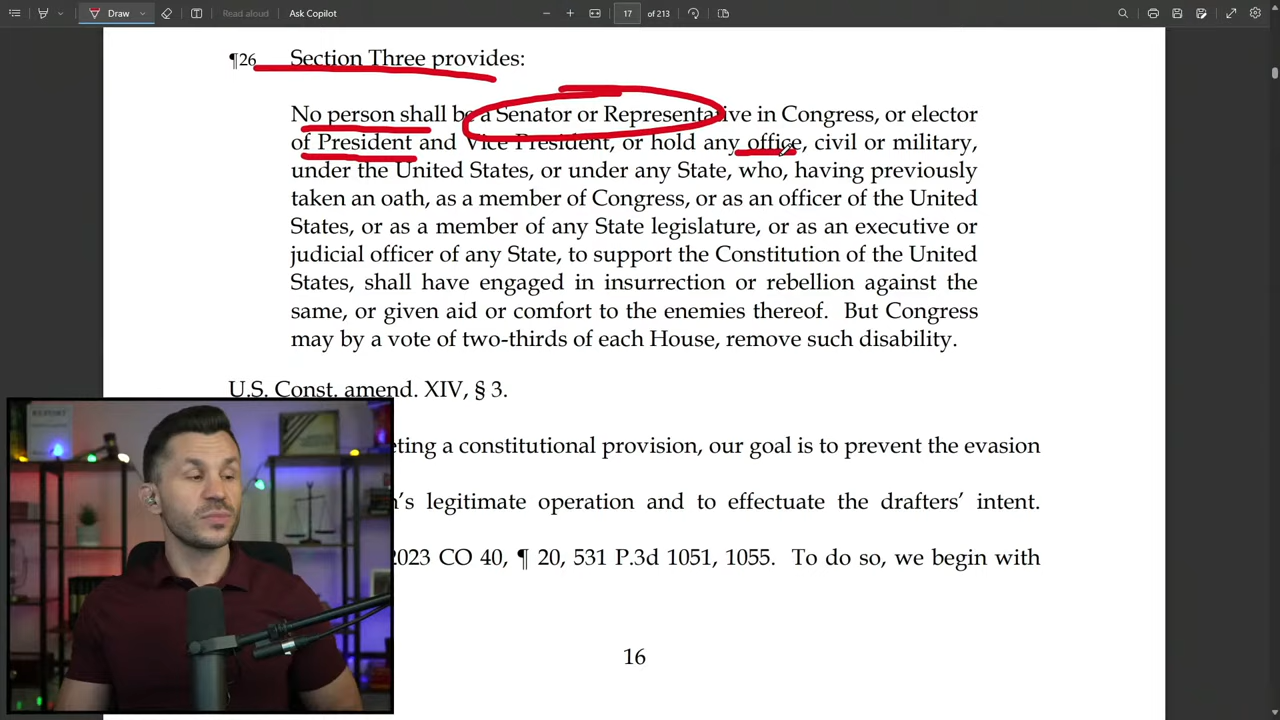 Draw
Read aloud
Ask Copilot
17 of 213
¶26 Section Three provides:
No person shall be a Senator or Representative in Congress, or elector
of President and Vice President, or hold any office, civil or military,
under the United States, or under any State, who, having previously
taken an oath, as a member of Congress, or as an officer of the United
States, or as a member of any State legislature, or as an executive or
judicial officer of any State, to support the Constitution of the United
States, shall have engaged in insurrection or rebellion against the
same, or given aid or comfort to the enemies thereof. But Congress
may by a vote of two-thirds of each House, remove such disability.
U.S. Const. amend. XIV, § 3.
eting a constitutional provision, our goal is to prevent the evasion
's legitimate operation and to effectuate the drafters' intent.
2023 CO 40, ¶ 20, 531 P.3d 1051, 1055. To do so, we begin with
16